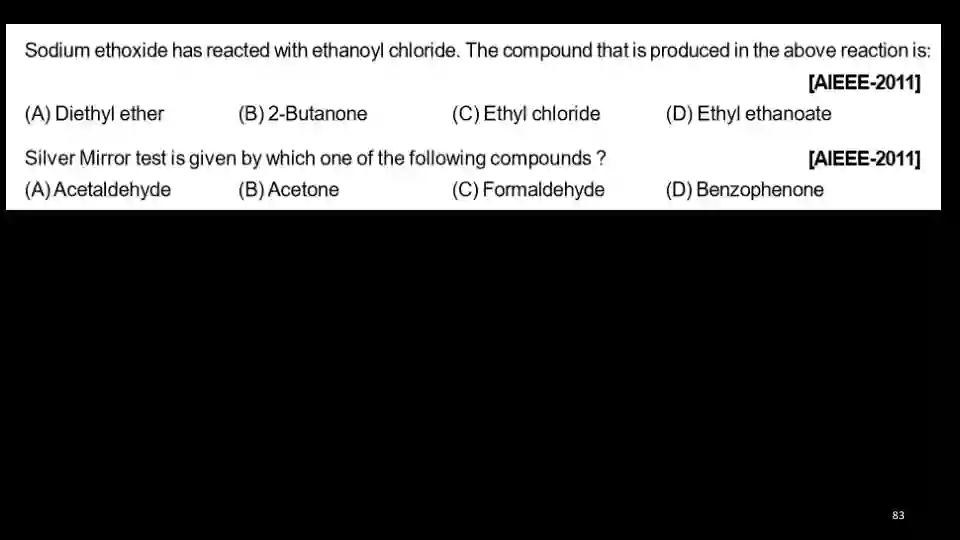 Sodium ethoxide has reacted with ethanoyl chloride. The compound that is produced in the above reaction is:
[AIEEE-2011]
(A) Diethyl ether (B) 2-Butanone (C) Ethyl chloride (D) Ethyl ethanoate
Silver Mirror test is given by which one of the following compounds ? [AIEEE-2011]
(A) Acetaldehyde (B) Acetone (C) Formaldehyde (D) Benzophenone
83